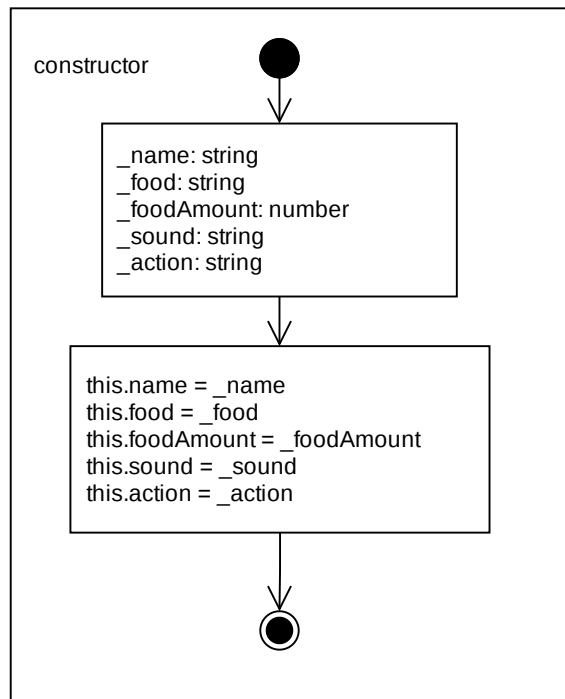 constructor
_name: string
_food: string
_foodAmount: number
_sound: string
_action: string
this.name = _name
this.food = _food
this.foodAmount = _foodAmount
this.sound = _sound
this.action = _action